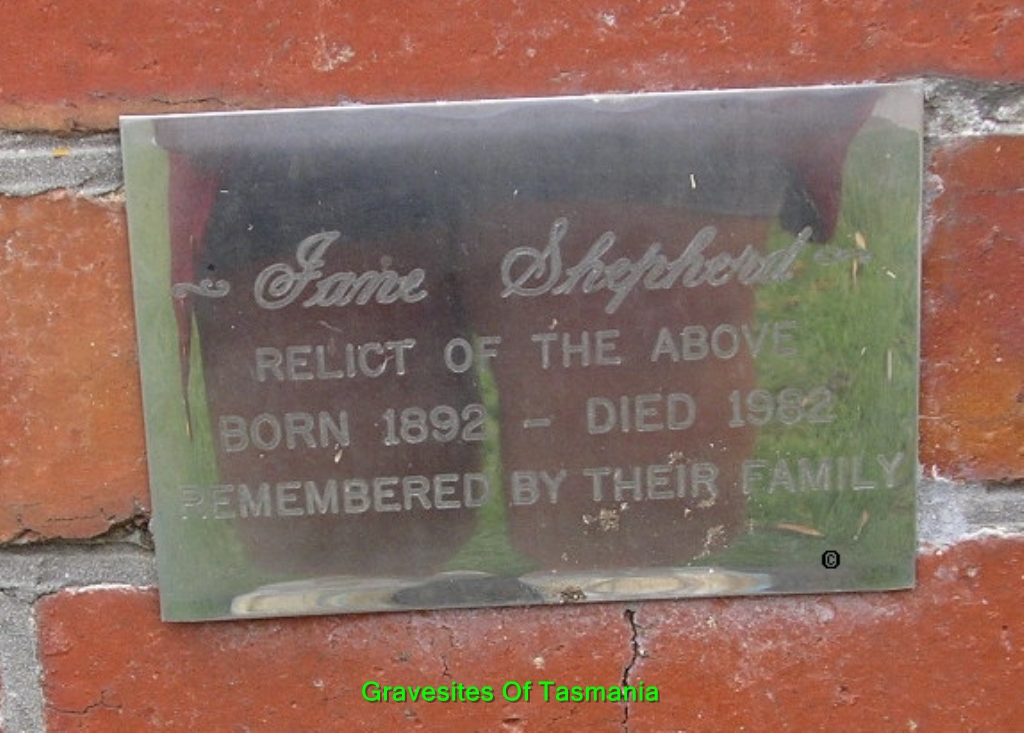 ~ Jane Shepherd ~
RELICT OF THE ABOVE
BORN 1892 - DIED 1982
REMEMBERED BY THEIR FAMILY
©
Gravesites Of Tasmania